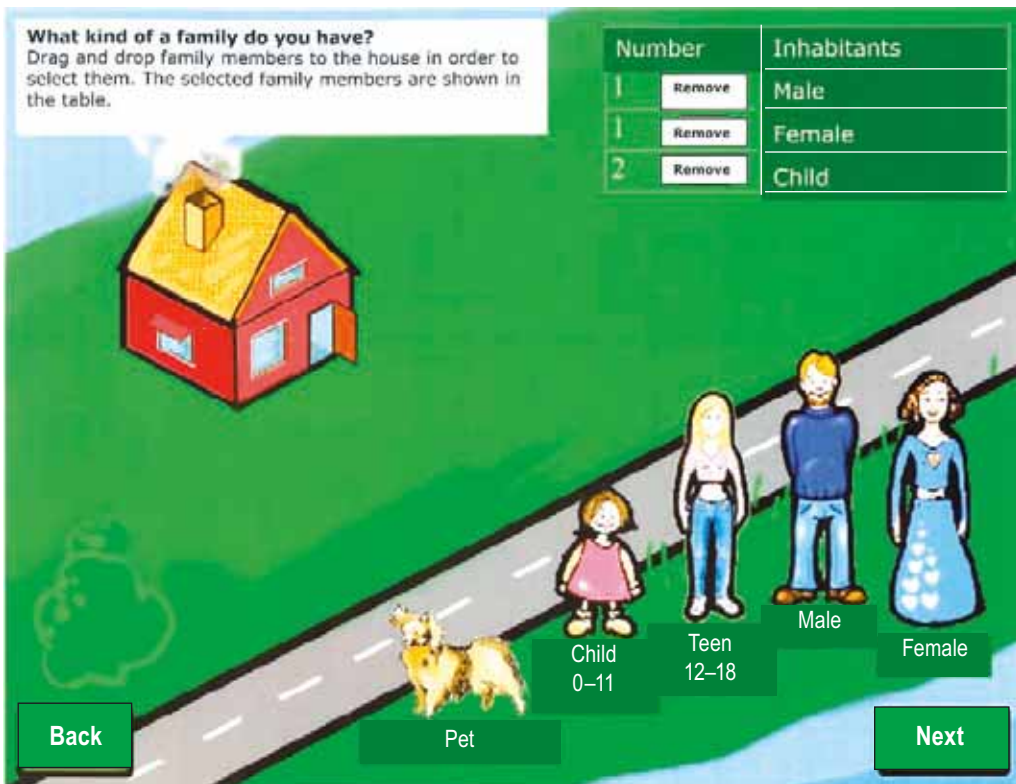 What kind of a family do you have?
Drag and drop family members to the house in order to
select them. The selected family members are shown in
the table.
Number Inhabitants
1 Remove Male
1 Remove Female
2 Remove Child
Male
Female
Teen
12–18
Child
0–11
Pet
Back
Next